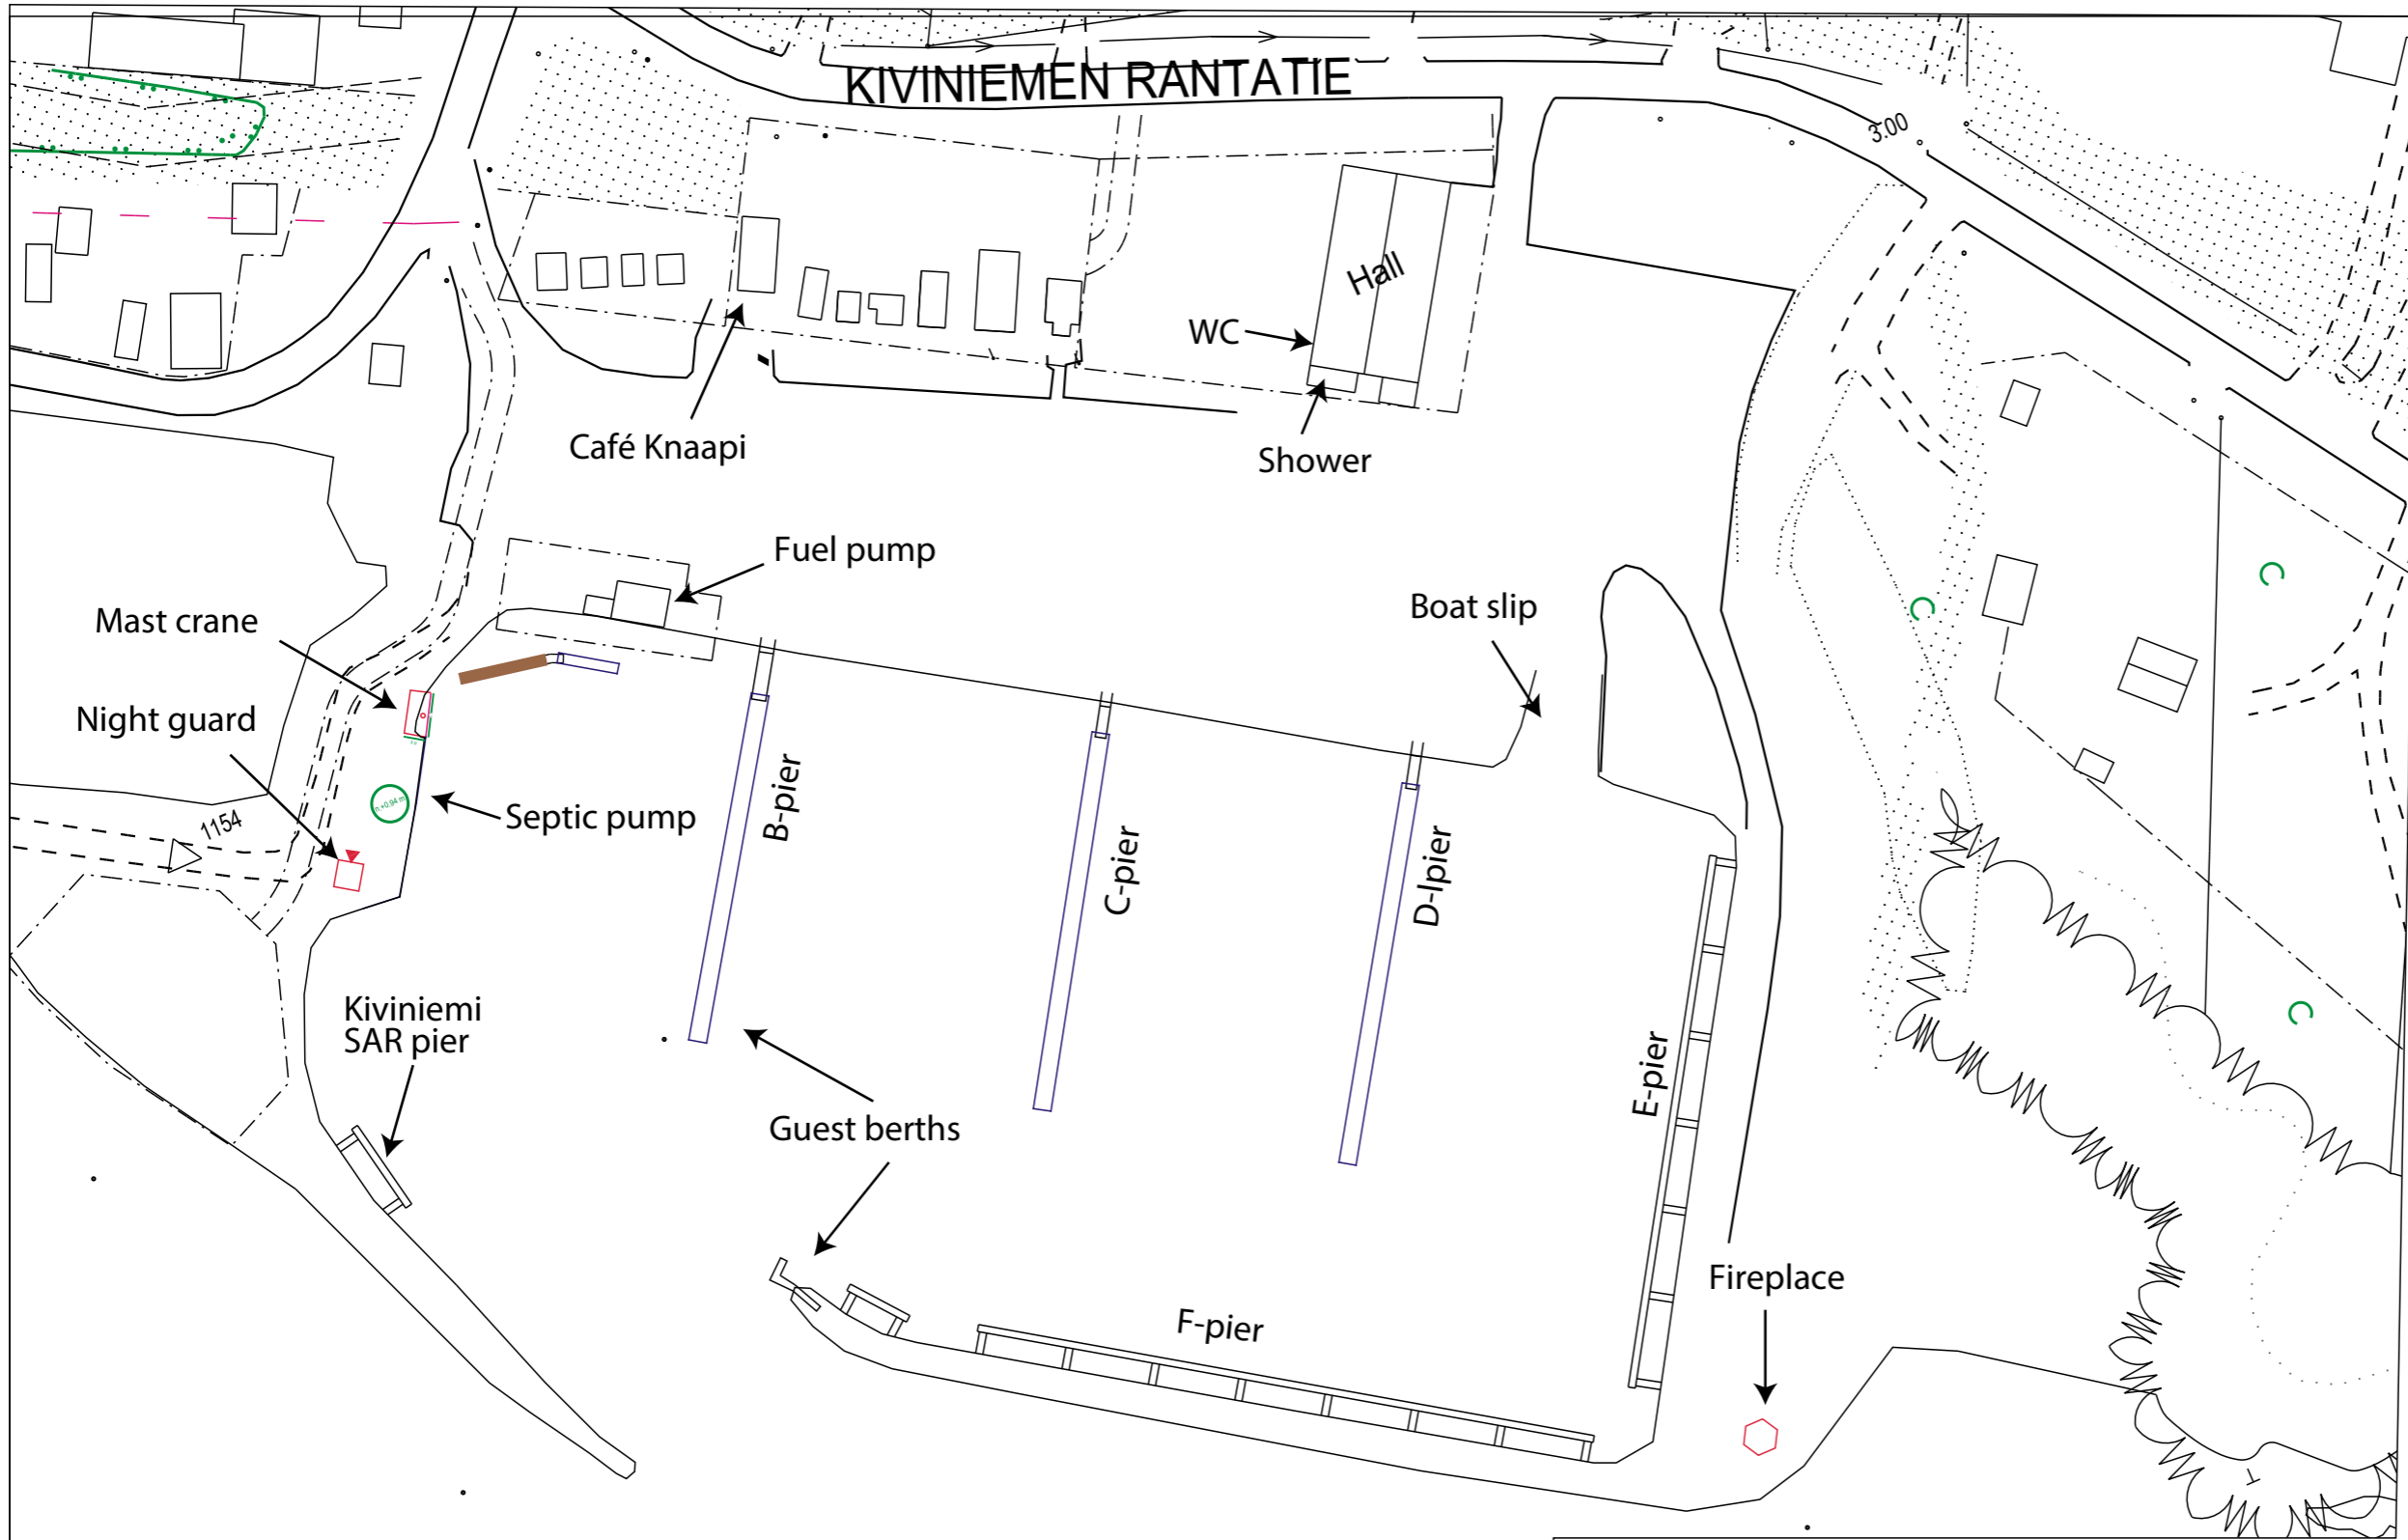 KIVINIEMEN RANTATIE
3.00
Hall
WC
Café Knaapi
Shower
Fuel pump
Boat slip
Mast crane
Night guard
Septic pump
1154
B-pier
C-pier
D-lpier
Kiviniemi
SAR pier
E-pier
Guest berths
Fireplace
F-pier